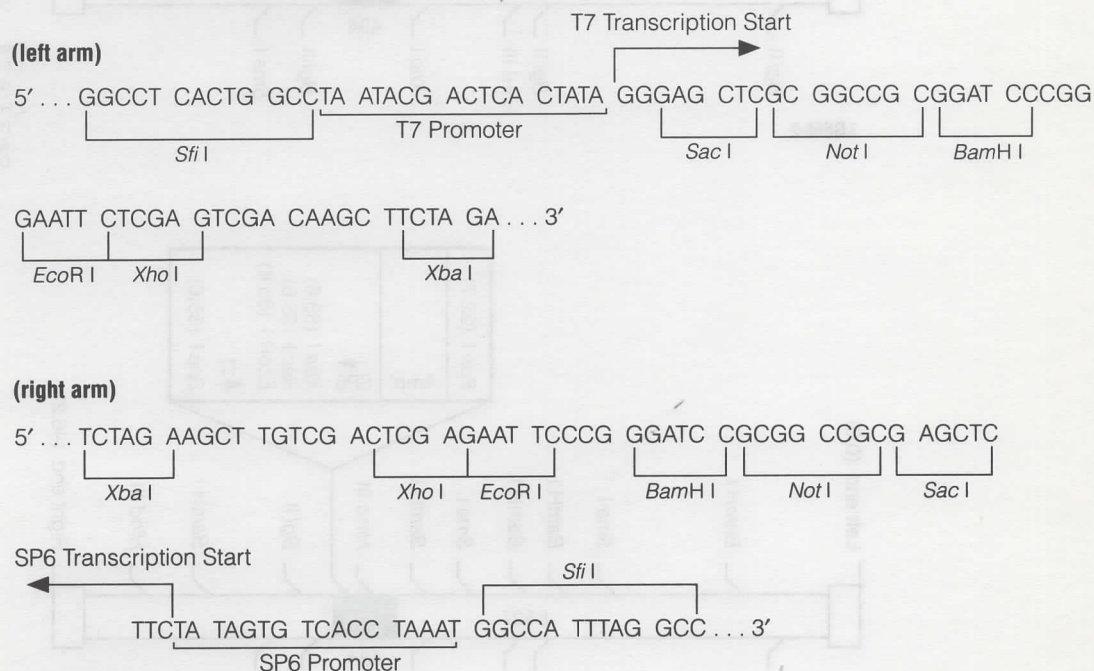 T7 Transcription Start
(left arm)
5′ . . . GGCCT CACTG GCCTA ATACG ACTCA CTATA GGGAG CTCGC GGCCG CGGAT CCCGG
T7 Promoter
Sfi I
Sac I
Not I
BamH I
GAATT CTCGA GTCGA CAAGC TTCTA GA . . . 3′
EcoR I
Xho I
Xba I
(right arm)
5′ . . . TCTAG AAGCT TGTCG ACTCG AGAAT TCCCG GGATC CGCGG CCGCG AGCTC
Xba I
Xho I
EcoR I
BamH I
Not I
Sac I
SP6 Transcription Start
Sfi I
TTCTA TAGTG TCACC TAAAT GGCCA TTTAG GCC . . . 3′
SP6 Promoter